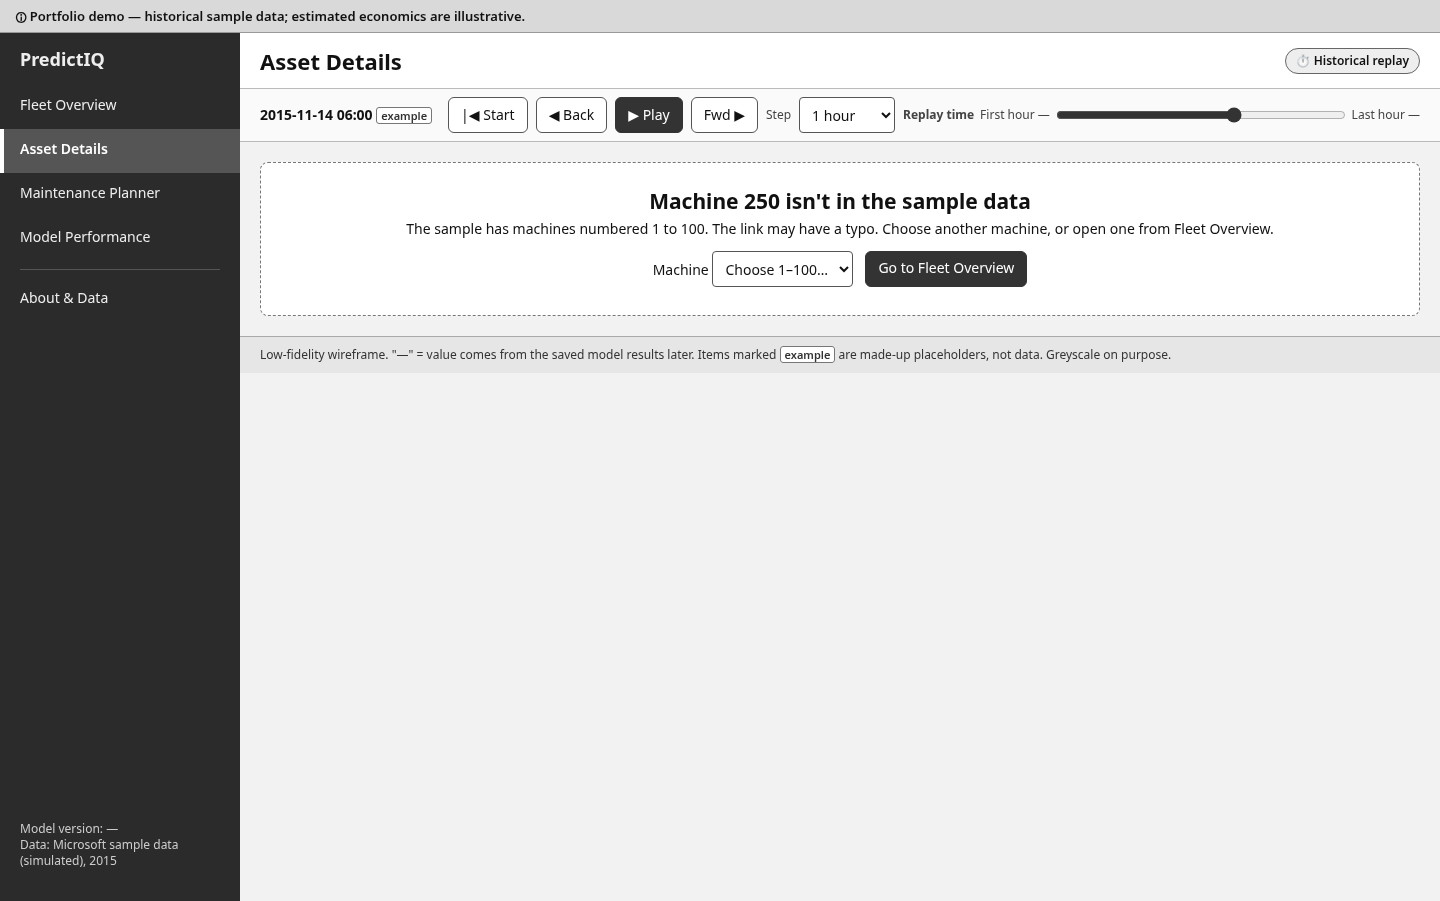 ⓘ Portfolio demo — historical sample data; estimated economics are illustrative.
PredictIQ
Fleet Overview
Asset Details
Maintenance Planner
Model Performance
About & Data
Model version: —
Data: Microsoft sample data
(simulated), 2015
Asset Details
⏱ Historical replay
2015-11-14 06:00 example |◀ Start ◀ Back ▶ Play Fwd ▶ Step 1 hour Replay time First hour — Last hour —
Machine 250 isn't in the sample data
The sample has machines numbered 1 to 100. The link may have a typo. Choose another machine, or open one from Fleet Overview.
Machine Choose 1–100... Go to Fleet Overview
Low-fidelity wireframe. "—" = value comes from the saved model results later. Items marked example are made-up placeholders, not data. Greyscale on purpose.